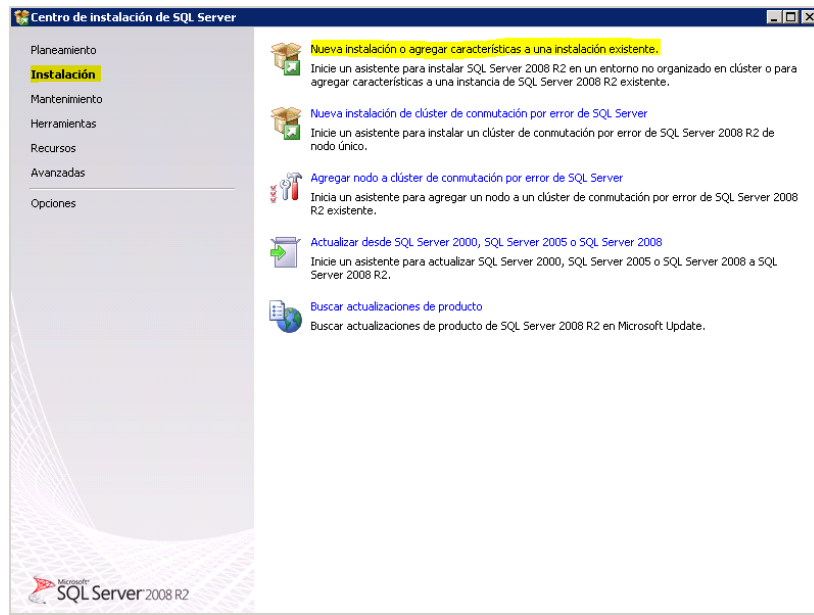 Centro de instalación de SQL Server
Planeamiento
Instalación
Mantenimiento
Herramientas
Recursos
Avanzadas
Opciones
Nueva instalación o agregar características a una instalación existente.
Inicie un asistente para instalar SQL Server 2008 R2 en un entorno no organizado en clúster o para
agregar características a una instancia de SQL Server 2008 R2 existente.
Nueva instalación de clúster de conmutación por error de SQL Server
Inicie un asistente para instalar un clúster de conmutación por error de SQL Server 2008 R2 de
nodo único.
Agregar nodo a clúster de conmutación por error de SQL Server
Inicia un asistente para agregar un nodo a un clúster de conmutación por error de SQL Server 2008
R2 existente.
Actualizar desde SQL Server 2000, SQL Server 2005 o SQL Server 2008
Inicie un asistente para actualizar SQL Server 2000, SQL Server 2005 o SQL Server 2008 a SQL
Server 2008 R2.
Buscar actualizaciones de producto
Buscar actualizaciones de producto de SQL Server 2008 R2 en Microsoft Update.
Microsoft
SQL Server 2008 R2